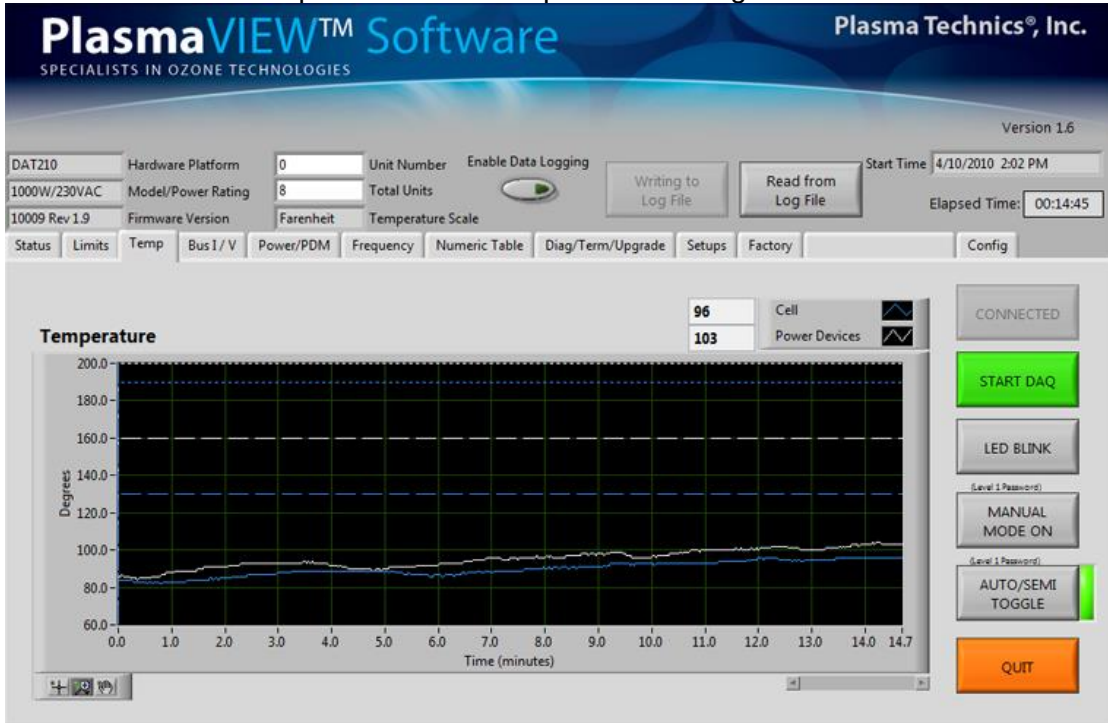 PlasmaVIEW™ Software
Plasma Technics®, Inc.
SPECIALISTS IN OZONE TECHNOLOGIES
Version 1.6
DAT210 Hardware Platform 0 Unit Number Enable Data Logging Writing to Log File Read from Log File Start Time 4/10/2010 2:02 PM
1000W/230VAC Model/Power Rating 8 Total Units Elapsed Time: 00:14:45
10009 Rev 1.9 Firmware Version Farenheit Temperature Scale
Status Limits Temp Bus I / V Power/PDM Frequency Numeric Table Diag/Term/Upgrade Setups Factory Config
96 Cell
103 Power Devices
Temperature
200.0
180.0
160.0
140.0
120.0
100.0
80.0
60.0
Degrees
0.0 1.0 2.0 3.0 4.0 5.0 6.0 7.0 8.0 9.0 10.0 11.0 12.0 13.0 14.0 14.7
Time (minutes)
CONNECTED
START DAQ
LED BLINK
(Level 1 Password)
MANUAL
MODE ON
(Level 1 Password)
AUTO/SEMI
TOGGLE
QUIT